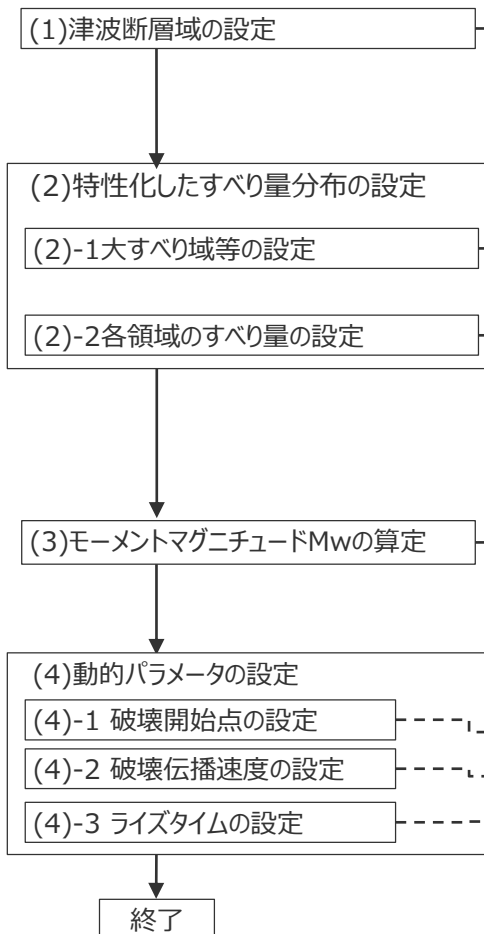 (1)津波断層域の設定
(2)特性化したすべり量分布の設定
(2)-1大すべり域等の設定
(2)-2各領域のすべり量の設定
(3)モーメントマグニチュードMwの算定
(4)動的パラメータの設定
(4)-1 破壊開始点の設定
(4)-2 破壊伝播速度の設定
(4)-3 ライズタイムの設定
終了